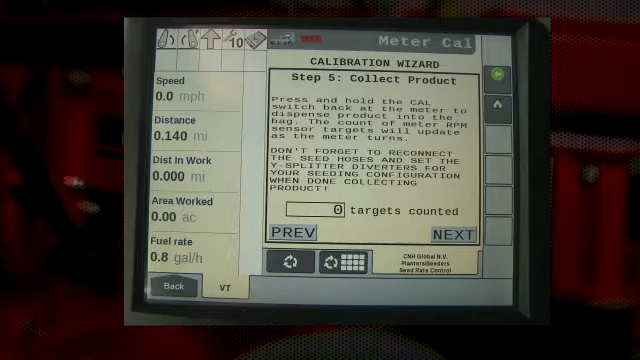 10
Meter Cal
CALIBRATION WIZARD
Step 5: Collect Product
Press and hold the CAL
switch back at the meter to
dispense product into the
bag. The count of meter RPM
sensor targets will update
as the meter turns.
DON'T FORGET TO RECONNECT
THE SEED HOSES AND SET THE
Y-SPLITTER DIVERTERS FOR
YOUR SEEDING CONFIGURATION
WHEN DONE COLLECTING
PRODUCT!
0 targets counted
PREV
NEXT
Speed
0.0 mph
Distance
0.140 mi
Dist In Work
0.000 mi
Area Worked
0.00 ac
Fuel rate
0.8 gal/h
CNH Global N.V.
Planters/Seeders
Seed Rate Control
Back
VT